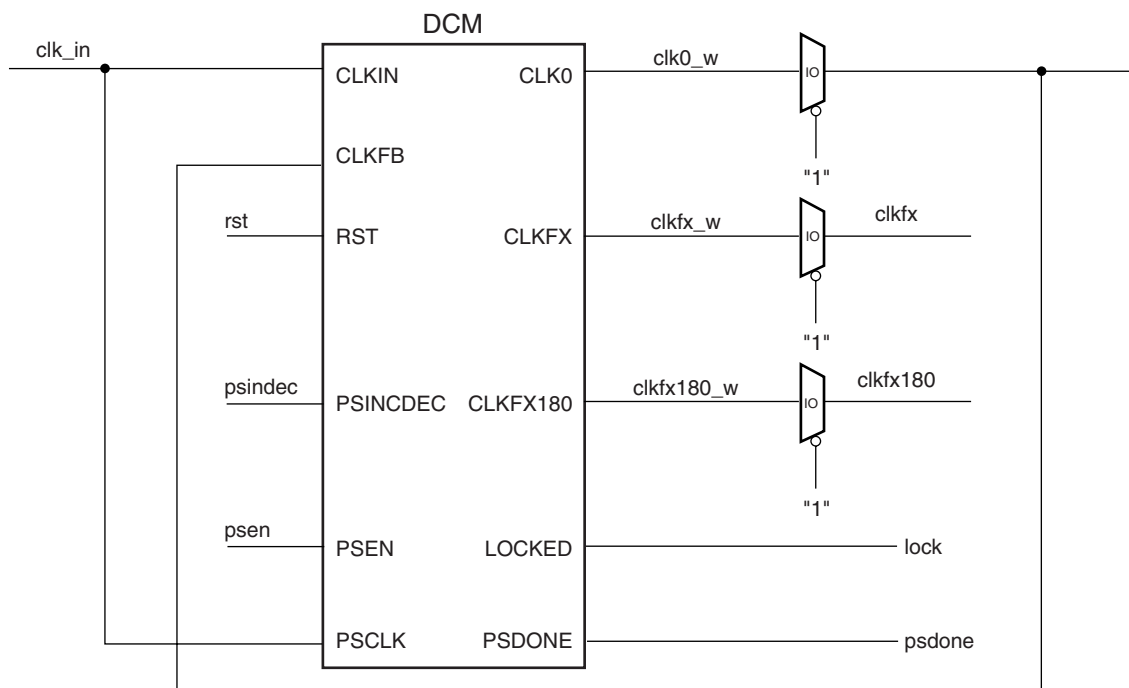 DCM
clk_in
CLKIN
CLK0
clk0_w
IO
"1"
CLKFB
rst
RST
CLKFX
clkfx_w
IO
clkfx
"1"
psindec
PSINCDEC
CLKFX180
clkfx180_w
IO
clkfx180
"1"
psen
PSEN
LOCKED
lock
PSCLK
PSDONE
psdone